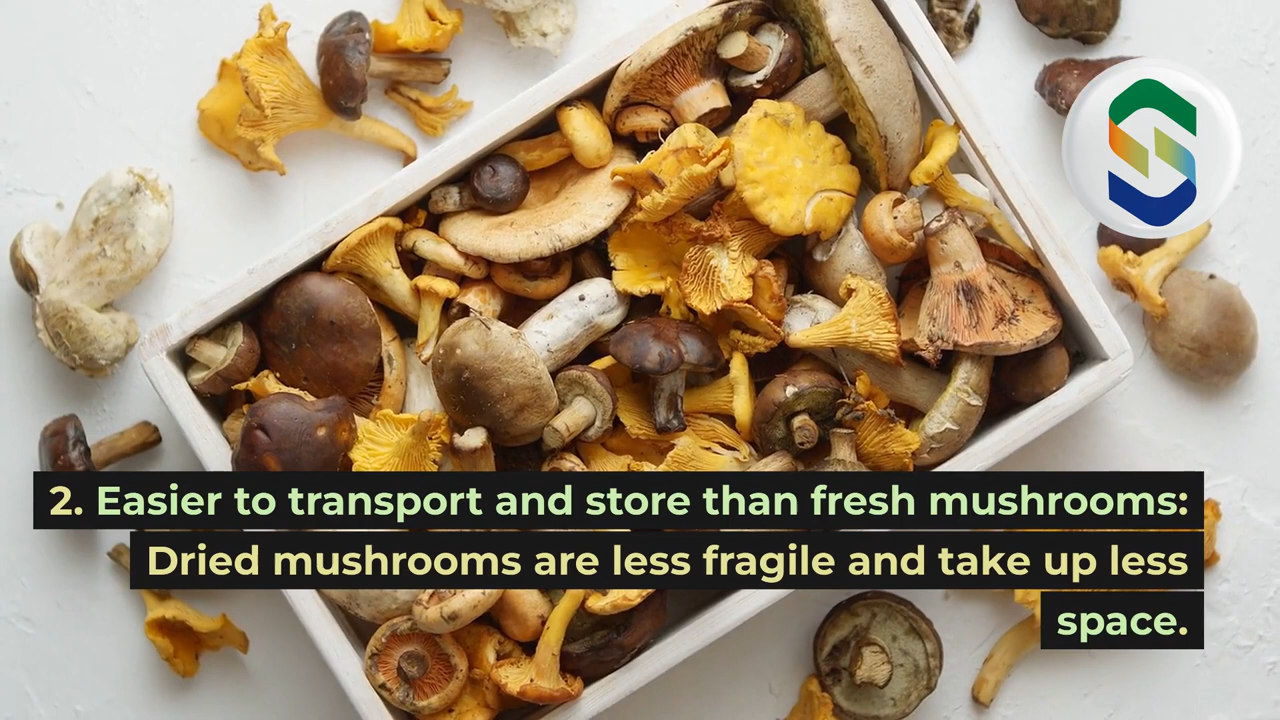 2. Easier to transport and store than fresh mushrooms:
Dried mushrooms are less fragile and take up less
space.